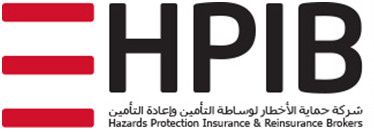 HPIB
شركة حماية الأخطار لوساطة التأمين وإعادة التأمين
Hazards Protection Insurance & Reinsurance Brokers